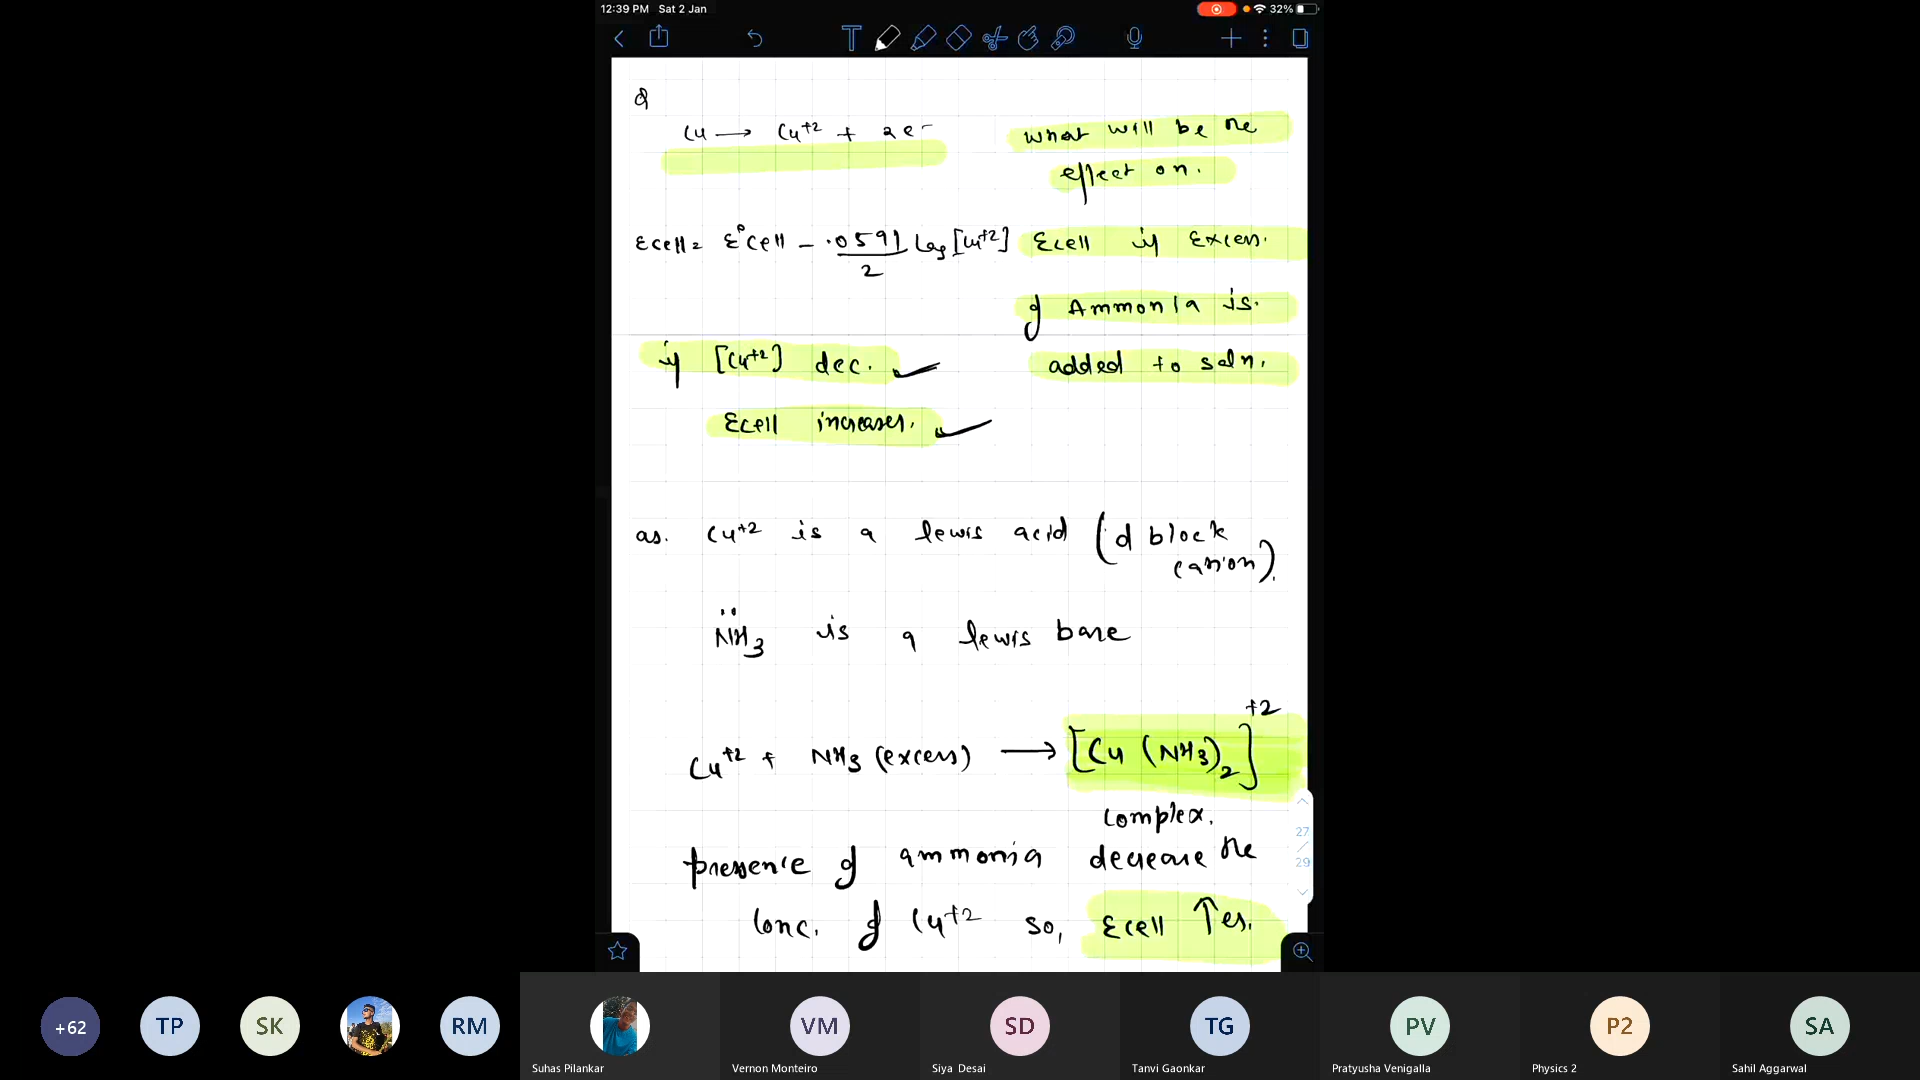 12:39 PM Sat 2 Jan
32%
Q
Cu → Cu+2 + 2e-
what will be the
effect on.
Ecell = E°cell - .0591/2 log [Cu+2]
Ecell if Excess.
of Ammonia is.
added to soln.
if [Cu+2] dec.
Ecell increases.
as. Cu+2 is a lewis acid (d block
cation).
NH3 is a lewis base
Cu+2 + NH3 (excess) → [Cu (NH3)2]+2
complex.
presence of ammonia decrease the
conc. of Cu+2 so, Ecell ↑es.
27
/
29
+62
TP
SK
RM
VM
SD
TG
PV
P2
SA
Suhas Pilankar
Vernon Monteiro
Siya Desai
Tanvi Gaonkar
Pratyusha Venigalla
Physics 2
Sahil Aggarwal